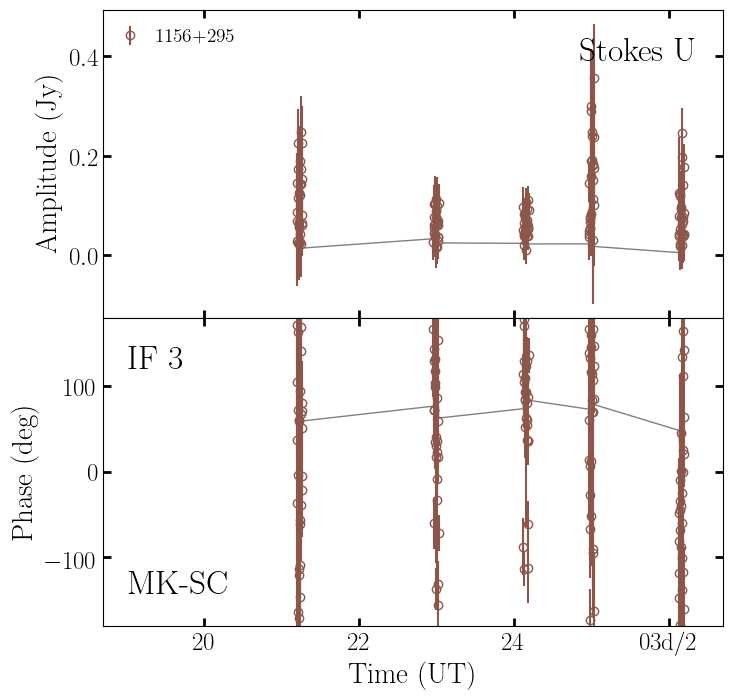 1156+295
Stokes U
0.4
0.2
0.0
Amplitude (Jy)
IF 3
100
0
−100
Phase (deg)
MK-SC
20 22 24 03d/2
Time (UT)